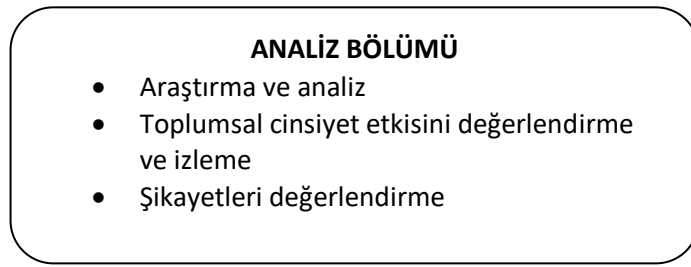 ANALİZ BÖLÜMÜ
• Araştırma ve analiz
• Toplumsal cinsiyet etkisini değerlendirme
ve izleme
• Şikayetleri değerlendirme